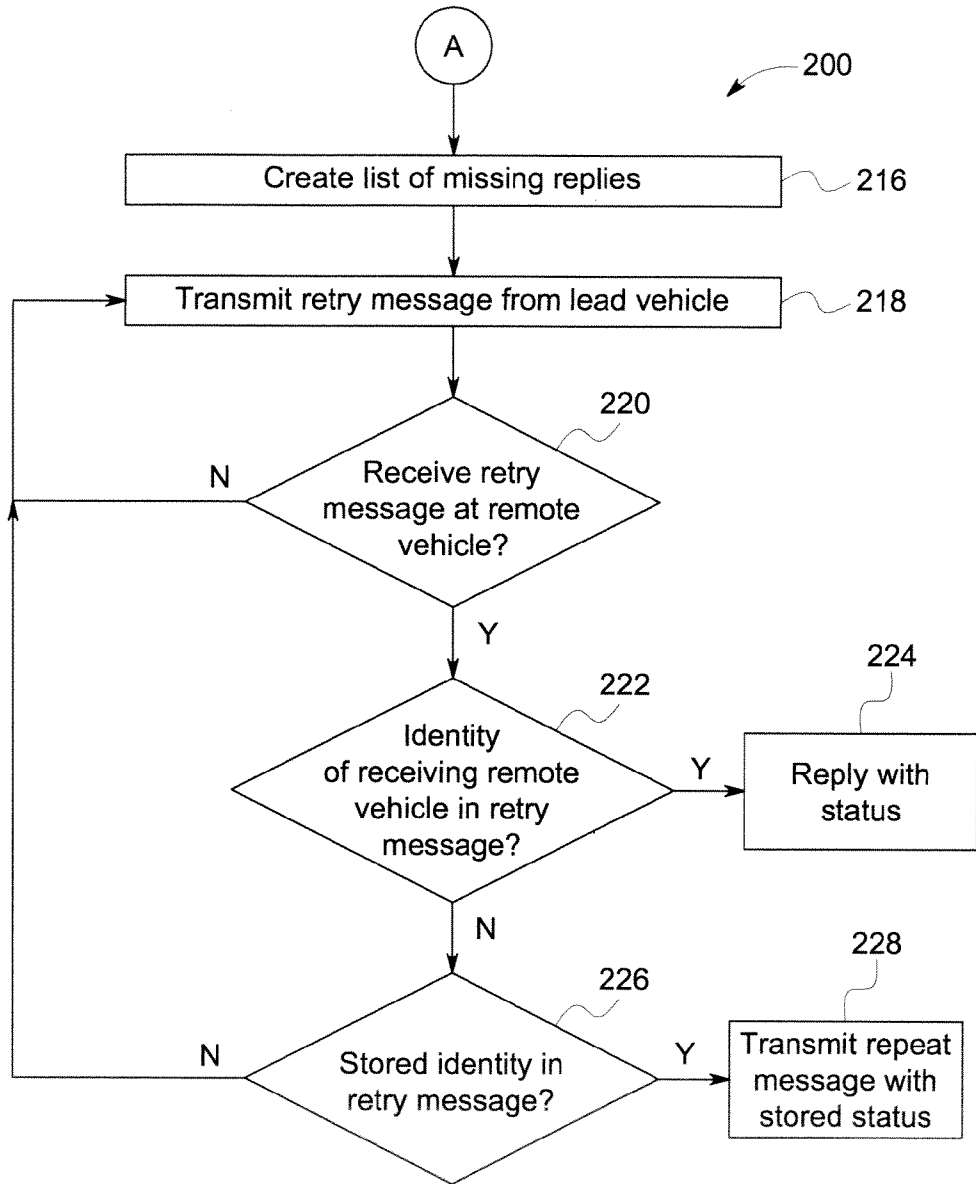 A
200
Create list of missing replies
216
Transmit retry message from lead vehicle
218
220
Receive retry
message at remote
vehicle?
N
Y
222
224
Identity
of receiving remote
vehicle in retry
message?
Y
Reply with
status
N
226
228
Stored identity in
retry message?
N
Y
Transmit repeat
message with
stored status